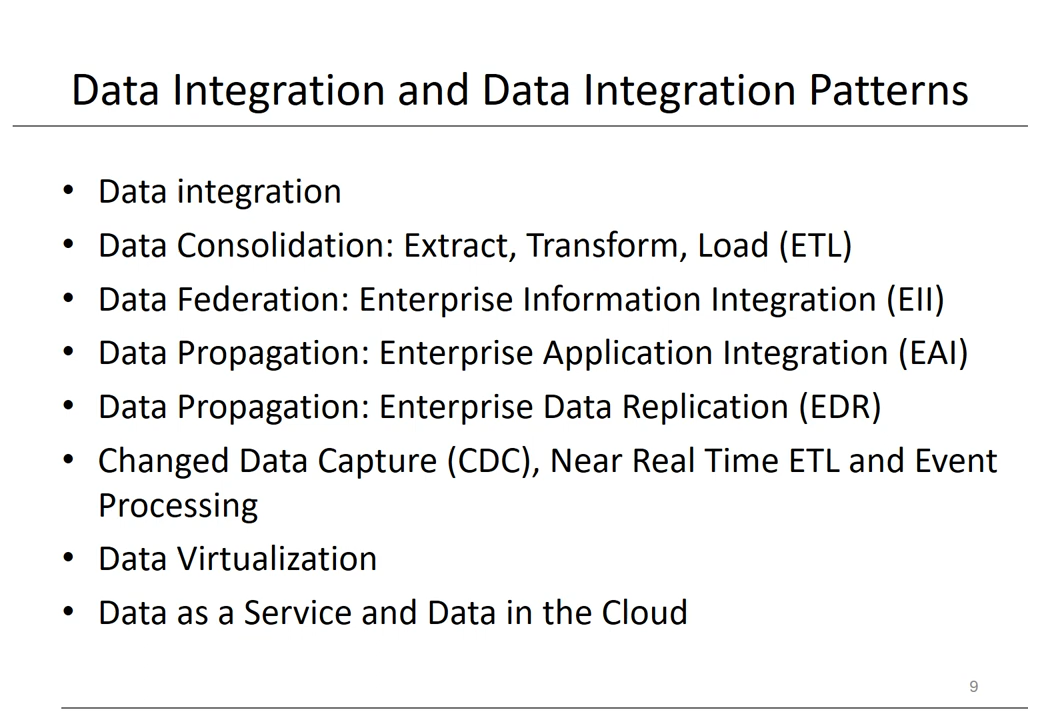 Data Integration and Data Integration Patterns
• Data integration
• Data Consolidation: Extract, Transform, Load (ETL)
• Data Federation: Enterprise Information Integration (EII)
• Data Propagation: Enterprise Application Integration (EAI)
• Data Propagation: Enterprise Data Replication (EDR)
• Changed Data Capture (CDC), Near Real Time ETL and Event
Processing
• Data Virtualization
• Data as a Service and Data in the Cloud
9